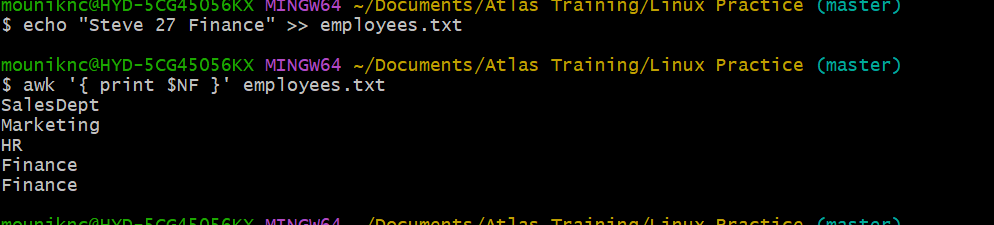 mouniknc@HYD-5CG45056KX MINGW64 ~/Documents/Atlas Training/Linux Practice (master)
$ echo "Steve 27 Finance" >> employees.txt
mouniknc@HYD-5CG45056KX MINGW64 ~/Documents/Atlas Training/Linux Practice (master)
$ awk '{ print $NF }' employees.txt
SalesDept
Marketing
HR
Finance
Finance
mouniknc@HYD-5CG45056KX MINGW64 ~/Documents/Atlas Training/Linux Practice (master)